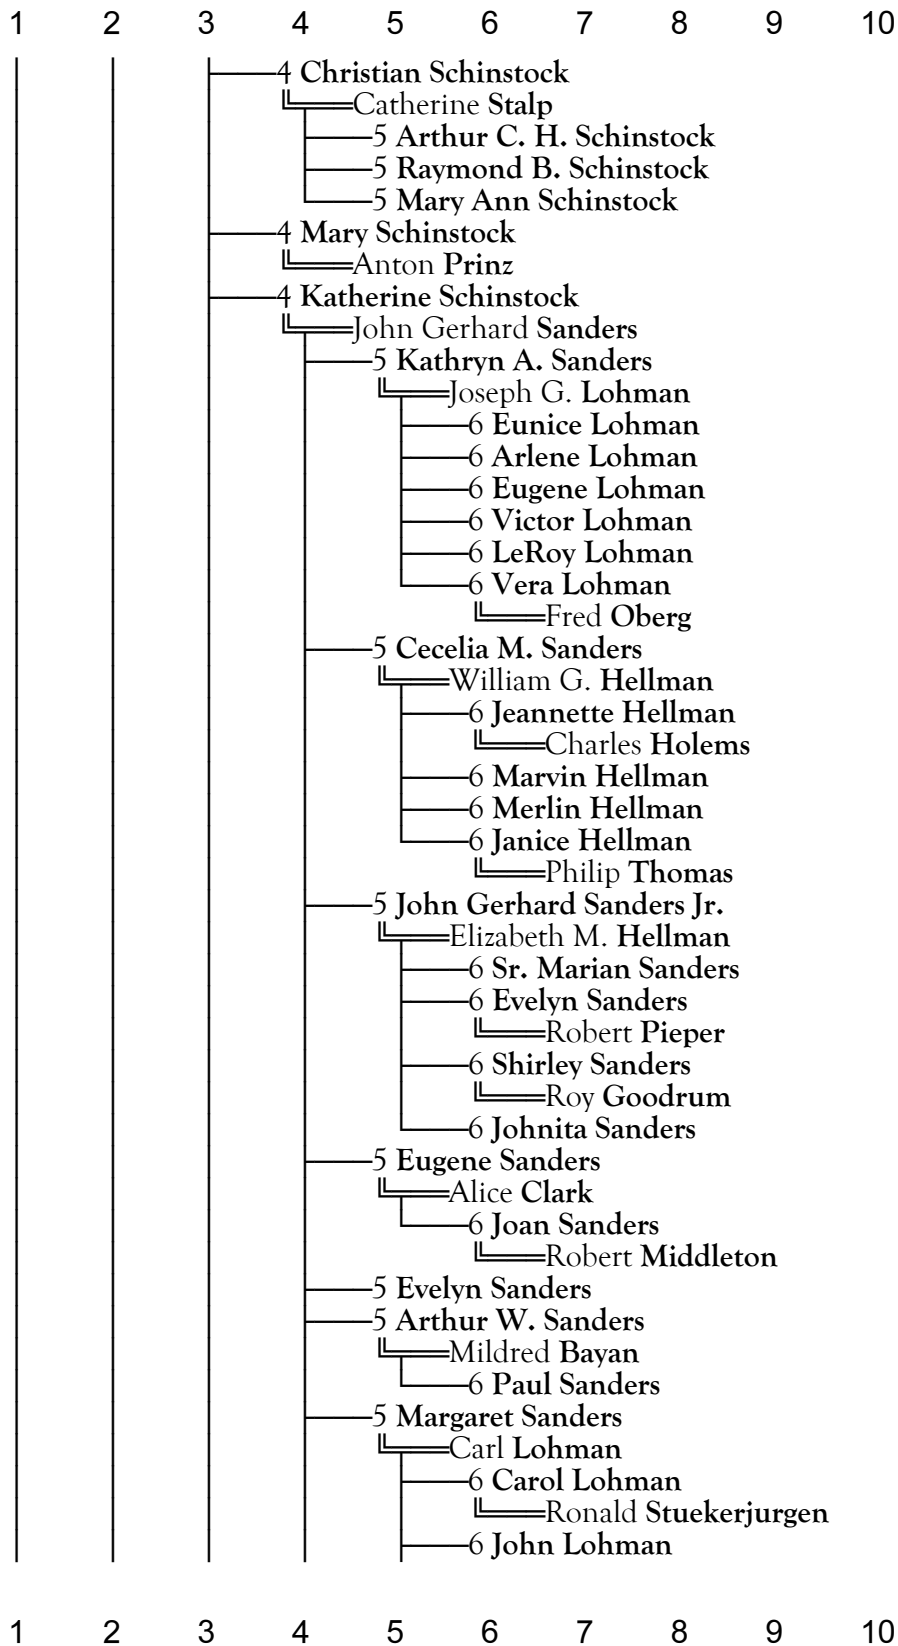 1 2 3 4 5 6 7 8 9 10
4 Christian Schinstock
Catherine Stalp
5 Arthur C. H. Schinstock
5 Raymond B. Schinstock
5 Mary Ann Schinstock
4 Mary Schinstock
Anton Prinz
4 Katherine Schinstock
John Gerhard Sanders
5 Kathryn A. Sanders
Joseph G. Lohman
6 Eunice Lohman
6 Arlene Lohman
6 Eugene Lohman
6 Victor Lohman
6 LeRoy Lohman
6 Vera Lohman
Fred Oberg
5 Cecelia M. Sanders
William G. Hellman
6 Jeannette Hellman
Charles Holems
6 Marvin Hellman
6 Merlin Hellman
6 Janice Hellman
Philip Thomas
5 John Gerhard Sanders Jr.
Elizabeth M. Hellman
6 Sr. Marian Sanders
6 Evelyn Sanders
Robert Pieper
6 Shirley Sanders
Roy Goodrum
6 Johnita Sanders
5 Eugene Sanders
Alice Clark
6 Joan Sanders
Robert Middleton
5 Evelyn Sanders
5 Arthur W. Sanders
Mildred Bayan
6 Paul Sanders
5 Margaret Sanders
Carl Lohman
6 Carol Lohman
Ronald Stuekerjurgen
6 John Lohman
1 2 3 4 5 6 7 8 9 10